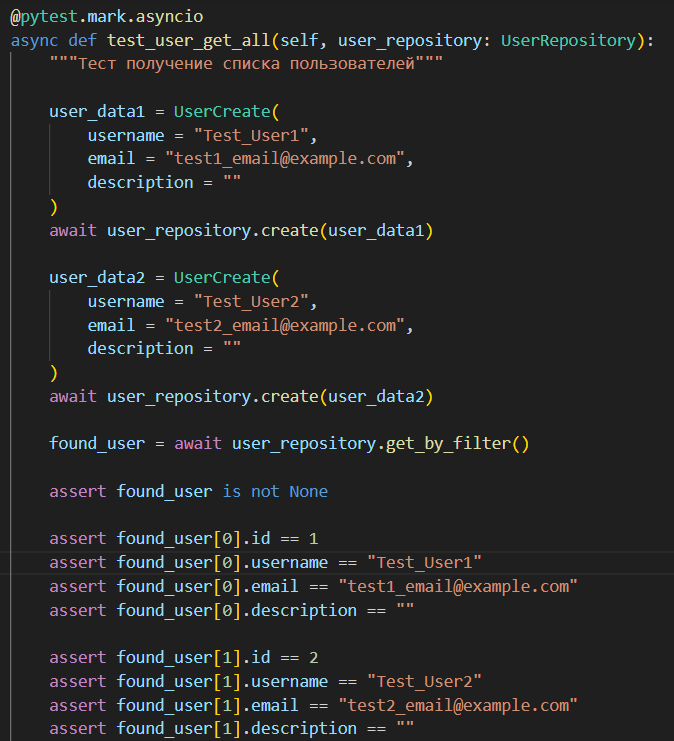 @pytest.mark.asyncio
async def test_user_get_all(self, user_repository: UserRepository):
    """Тест получение списка пользователей"""
    user_data1 = UserCreate(
        username = "Test_User1",
        email = "test1_email@example.com",
        description = ""
    )
    await user_repository.create(user_data1)
    user_data2 = UserCreate(
        username = "Test_User2",
        email = "test2_email@example.com",
        description = ""
    )
    await user_repository.create(user_data2)
    found_user = await user_repository.get_by_filter()
    assert found_user is not None
    assert found_user[0].id == 1
    assert found_user[0].username == "Test_User1"
    assert found_user[0].email == "test1_email@example.com"
    assert found_user[0].description == ""
    assert found_user[1].id == 2
    assert found_user[1].username == "Test_User2"
    assert found_user[1].email == "test2_email@example.com"
    assert found_user[1].description == ""